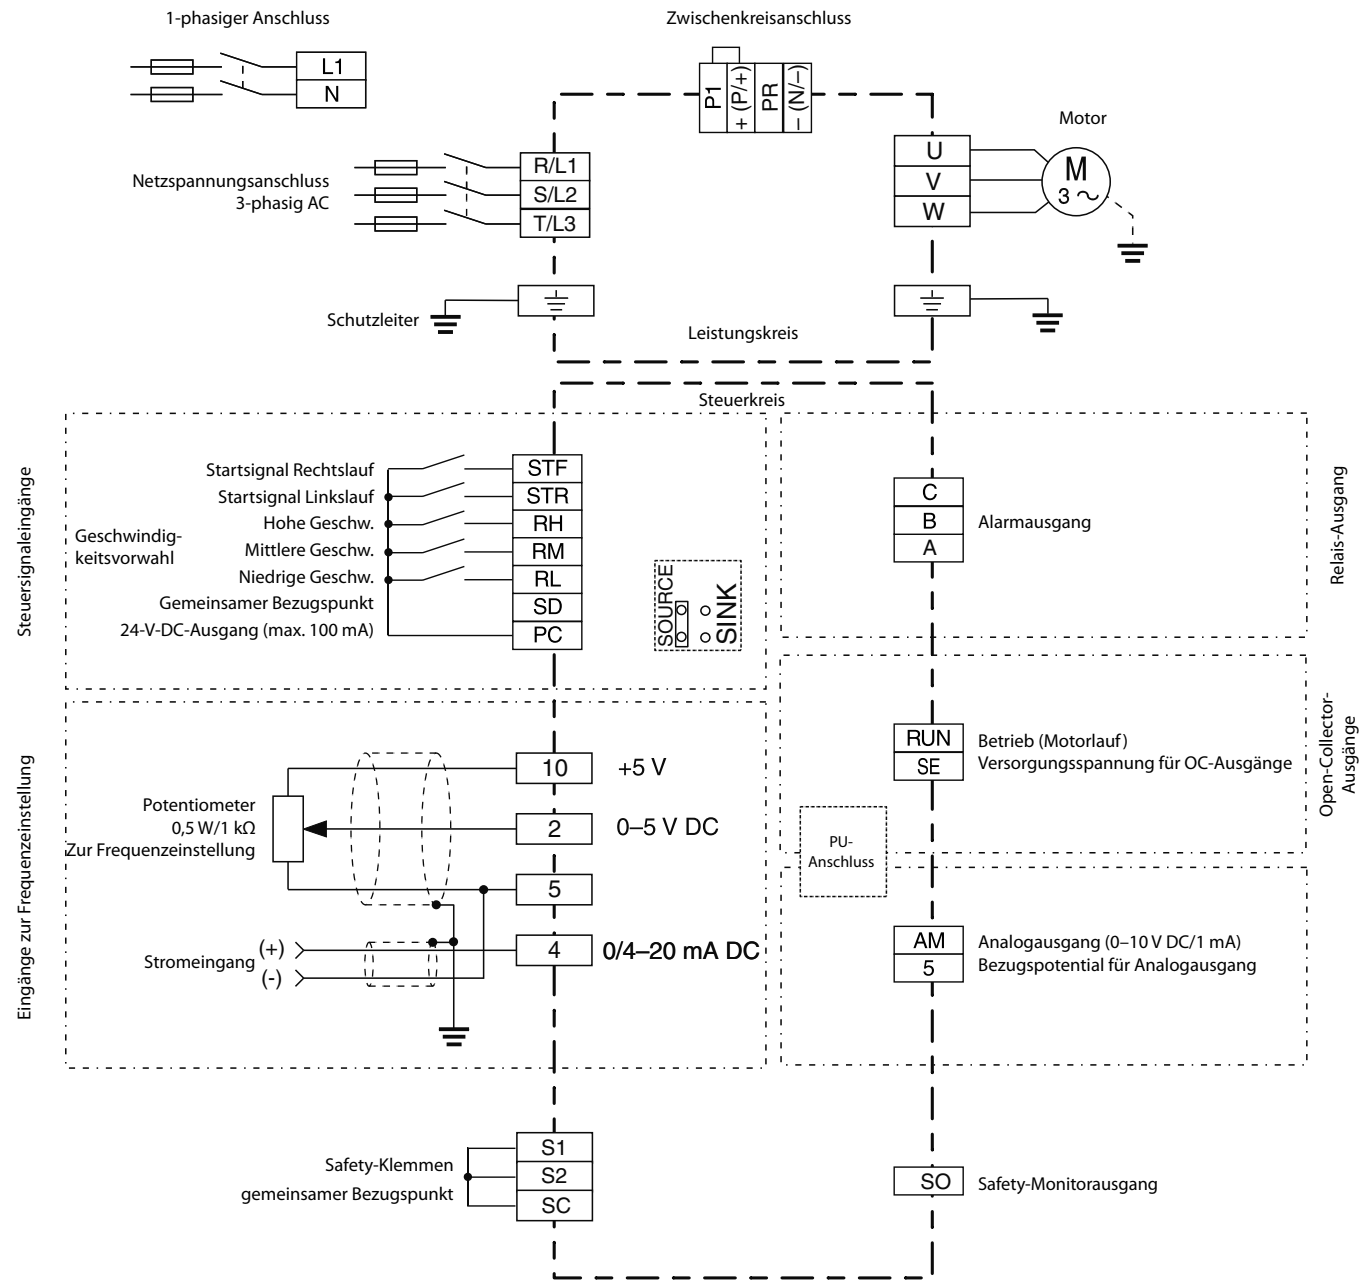 1-phasiger Anschluss
L1
N
Zwischenkreisanschluss
P1
+ (P/+)
PR
– (N/–)
Netzspannungsanschluss
3-phasig AC
R/L1
S/L2
T/L3
U
V
W
Motor
M
3 ~
Schutzleiter
Leistungskreis
Steuerkreis
Steuersignaleingänge
Geschwindig-
keitsvorwahl
Startsignal Rechtslauf
STF
Startsignal Linkslauf
STR
Hohe Geschw.
RH
Mittlere Geschw.
RM
Niedrige Geschw.
RL
Gemeinsamer Bezugspunkt
SD
24-V-DC-Ausgang (max. 100 mA)
PC
SOURCE
SINK
C
B
A
Alarmausgang
Relais-Ausgang
Eingänge zur Frequenzeinstellung
Potentiometer
0,5 W/1 kΩ
Zur Frequenzeinstellung
10
+5 V
2
0–5 V DC
5
Stromeingang
(+)
(-)
4
0/4–20 mA DC
RUN
Betrieb (Motorlauf)
SE
Versorgungsspannung für OC-Ausgänge
Open-Collector-
Ausgänge
PU-
Anschluss
AM
Analogausgang (0–10 V DC/1 mA)
5
Bezugspotential für Analogausgang
Safety-Klemmen
gemeinsamer Bezugspunkt
S1
S2
SC
SO
Safety-Monitorausgang